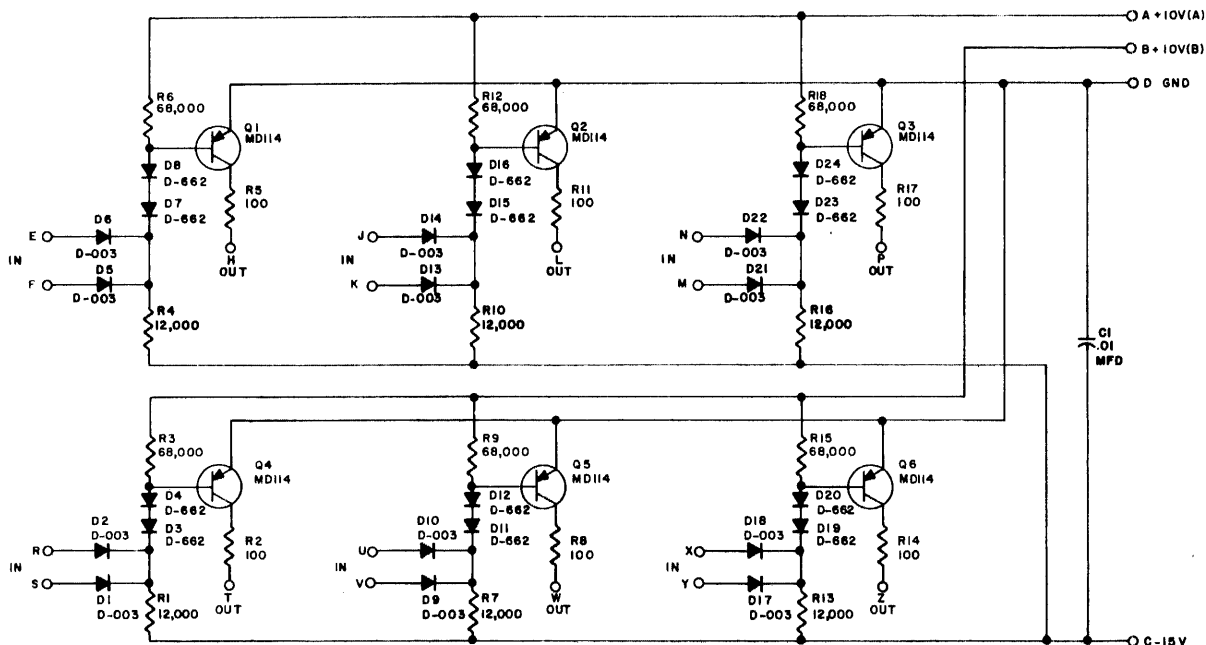 A+10V(A)
B+10V(B)
D GND
R6
68,000
Q1
MD114
D8
D-662
D7
D-662
R5
100
D6
D-003
D5
D-003
E
IN
F
H
OUT
R4
12,000
R12
68,000
Q2
MD114
D16
D-662
D15
D-662
R11
100
D14
D-003
D13
D-003
J
IN
K
L
OUT
R10
12,000
R18
68,000
Q3
MD114
D24
D-662
D23
D-662
R17
100
D22
D-003
D21
D-003
N
IN
M
P
OUT
R16
12,000
C1
.01
MFD
R3
68,000
Q4
MD114
D4
D-662
D3
D-662
R2
100
D2
D-003
R
IN
S
D1
D-003
R1
12,000
T
OUT
R9
68,000
Q5
MD114
D12
D-662
D11
D-662
R8
100
D10
D-003
U
IN
V
D9
D-003
R7
12,000
W
OUT
R15
68,000
Q6
MD114
D20
D-662
D19
D-662
R14
100
D18
D-003
X
IN
Y
D17
D-003
R13
12,000
Z
OUT
C-15V